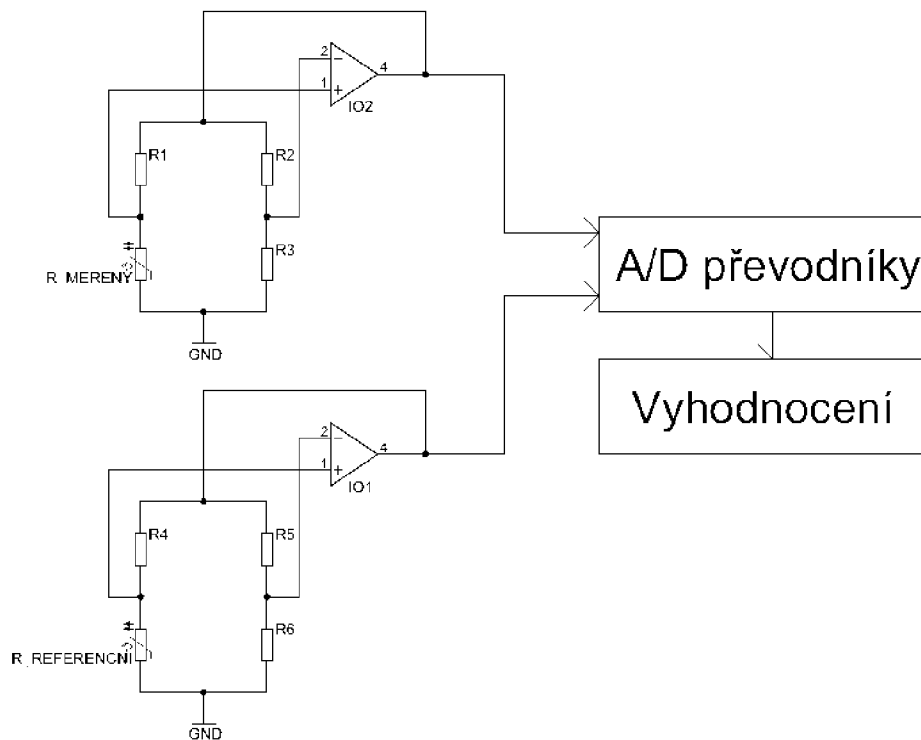 2
4
1
IO2
R1
R2
R3
R_MERENY
GND
A/D převodníky
Vyhodnocení
2
4
1
IO1
R4
R5
R6
R_REFERENCNI
GND